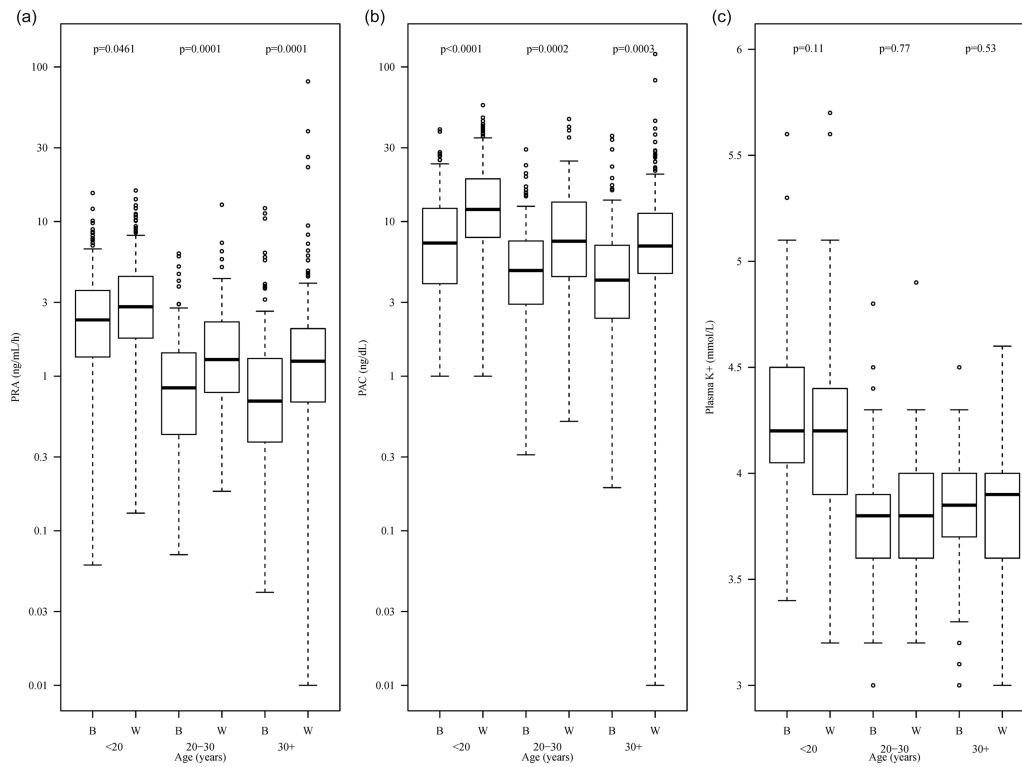 (a)
p=0.0461 p=0.0001 p=0.0001
100
30
10
3
1
0.3
0.1
0.03
0.01
PRA (ng/mL/h)
B W B W B W
<20 20−30 30+
Age (years)
(b)
p<0.0001 p=0.0002 p=0.0003
100
30
10
3
1
0.3
0.1
0.03
0.01
PAC (ng/dL)
B W B W B W
<20 20−30 30+
Age (years)
(c)
p=0.11 p=0.77 p=0.53
6
5.5
5
4.5
4
3.5
3
Plasma K+ (mmol/L)
B W B W B W
<20 20−30 30+
Age (years)